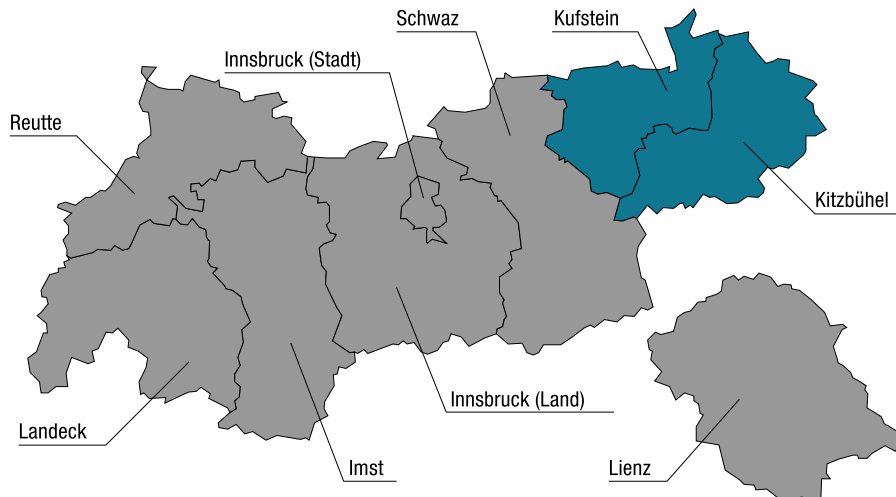 Schwaz
Kufstein
Innsbruck (Stadt)
Reutte
Kitzbühel
Innsbruck (Land)
Landeck
Imst
Lienz